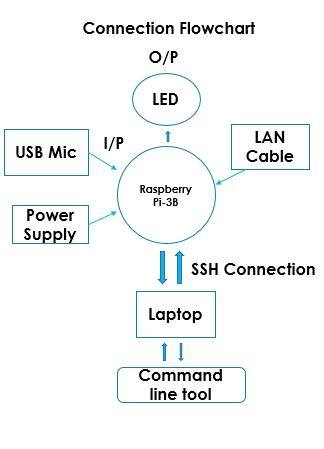 Connection Flowchart
O/P
LED
I/P
USB Mic
LAN
Cable
Raspberry
Pi-3B
Power
Supply
SSH Connection
Laptop
Command
line tool